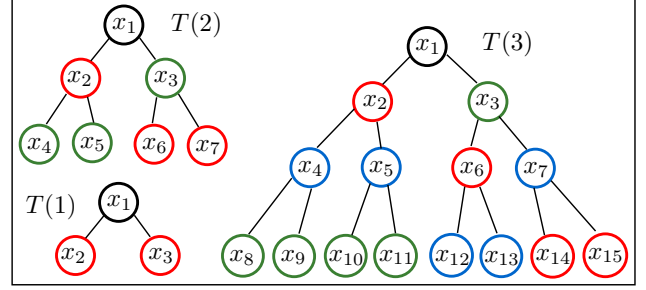 x₁ T(2)
x₂ x₃
x₄ x₅ x₆ x₇
T(1) x₁
x₂ x₃
x₁ T(3)
x₂ x₃
x₄ x₅ x₆ x₇
x₈ x₉ x₁₀ x₁₁ x₁₂ x₁₃ x₁₄ x₁₅